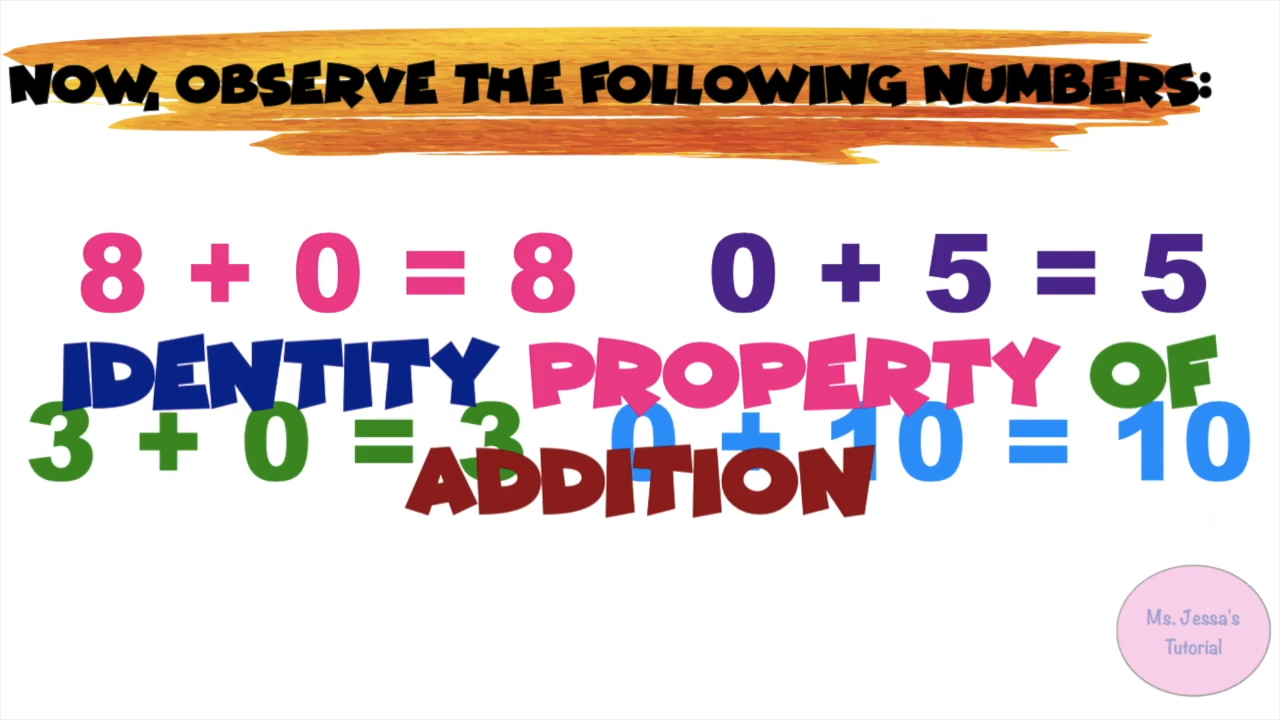 NOW, OBSERVE THE FOLLOWING NUMBERS:
8 + 0 = 8 0 + 5 = 5
IDENTITY PROPERTY OF
3 + 0 = 3 0 + 10 = 10
ADDITION
Ms. Jessa's
Tutorial